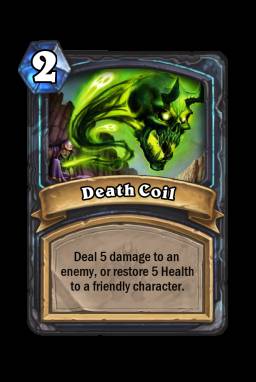 2
Death Coil
Deal 5 damage to an
enemy, or restore 5 Health
to a friendly character.